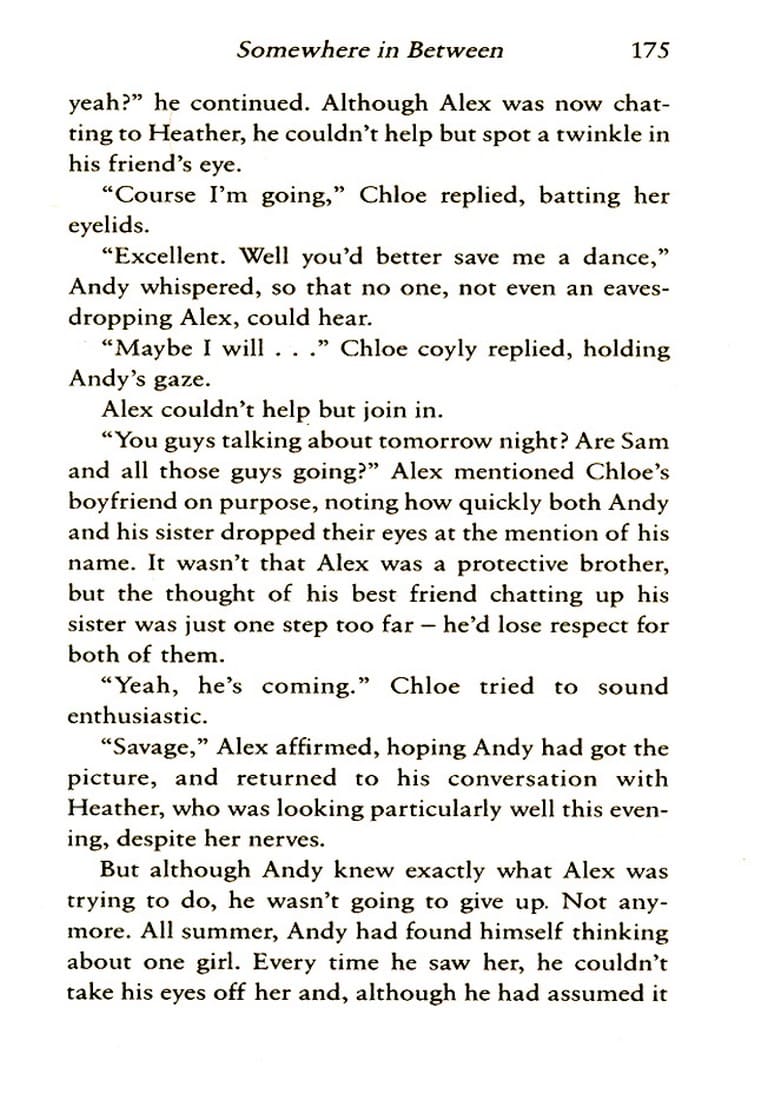 Somewhere in Between 175
yeah?” he continued. Although Alex was now chat-
ting to Heather, he couldn’t help but spot a twinkle in
his friend’s eye.
“Course I’m going,” Chloe replied, batting her
eyelids.
“Excellent. Well you’d better save me a dance,”
Andy whispered, so that no one, not even an eaves-
dropping Alex, could hear.
“Maybe I will . . .” Chloe coyly replied, holding
Andy’s gaze.
Alex couldn’t help but join in.
“You guys talking about tomorrow night? Are Sam
and all those guys going?” Alex mentioned Chloe’s
boyfriend on purpose, noting how quickly both Andy
and his sister dropped their eyes at the mention of his
name. It wasn’t that Alex was a protective brother,
but the thought of his best friend chatting up his
sister was just one step too far – he’d lose respect for
both of them.
“Yeah, he’s coming.” Chloe tried to sound
enthusiastic.
“Savage,” Alex affirmed, hoping Andy had got the
picture, and returned to his conversation with
Heather, who was looking particularly well this even-
ing, despite her nerves.
But although Andy knew exactly what Alex was
trying to do, he wasn’t going to give up. Not any-
more. All summer, Andy had found himself thinking
about one girl. Every time he saw her, he couldn’t
take his eyes off her and, although he had assumed it